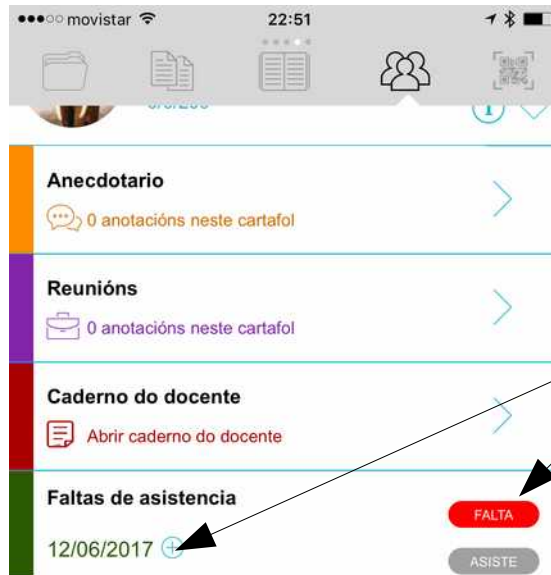 movistar 22:51
Anecdotario
0 anotacións neste cartafol
Reunións
0 anotacións neste cartafol
Caderno do docente
Abrir caderno do docente
Faltas de asistencia
FALTA
12/06/2017
ASISTE